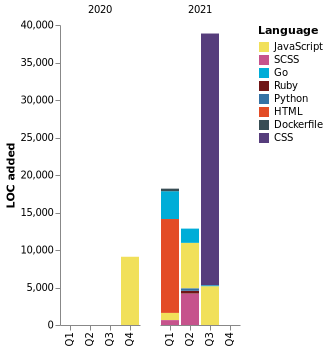 2020
2021
LOC added
40,000
35,000
30,000
25,000
20,000
15,000
10,000
5,000
0
Q1
Q2
Q3
Q4
Q1
Q2
Q3
Q4
Language
JavaScript
SCSS
Go
Ruby
Python
HTML
Dockerfile
CSS